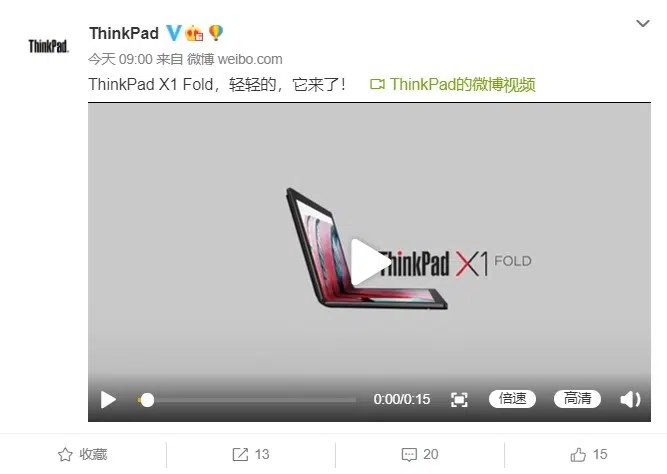 ThinkPad
ThinkPad
今天 09:00 来自 微博 weibo.com
ThinkPad X1 Fold，轻轻的，它来了！ ThinkPad的微博视频
ThinkPad X1 FOLD
0:00/0:15 倍速 高清
收藏 13 20 15